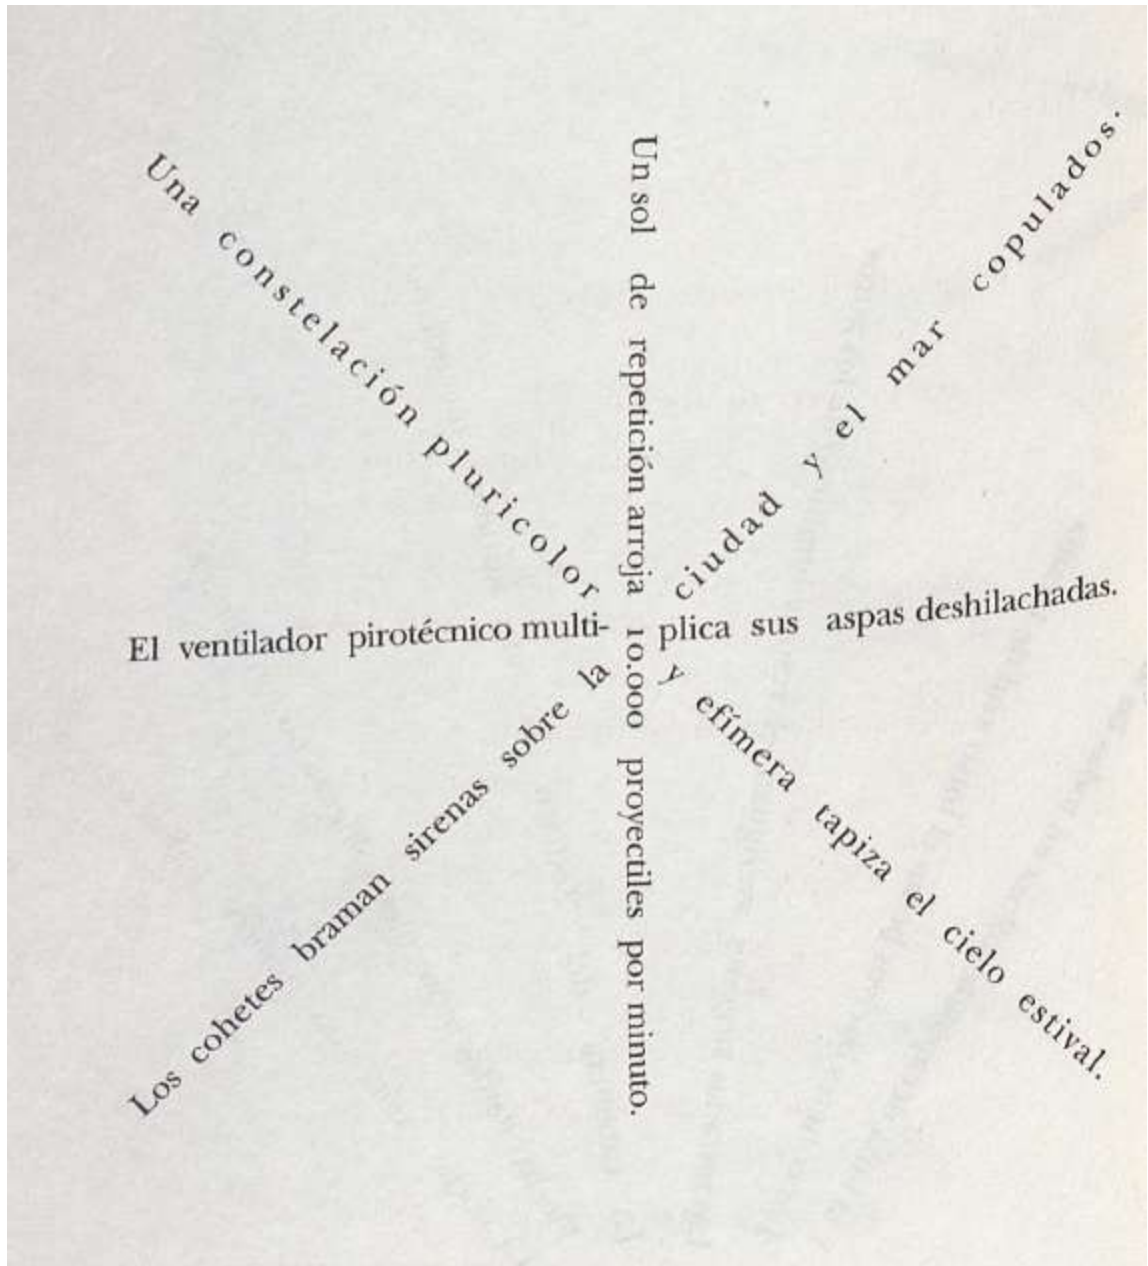 Una constelación pluricolor y efímera tapiza el cielo estival.
Un sol de repetición arroja 10.000 proyectiles por minuto.
Los cohetes braman sirenas sobre la ciudad y el mar copulados.
El ventilador pirotécnico multi- plica sus aspas deshilachadas.